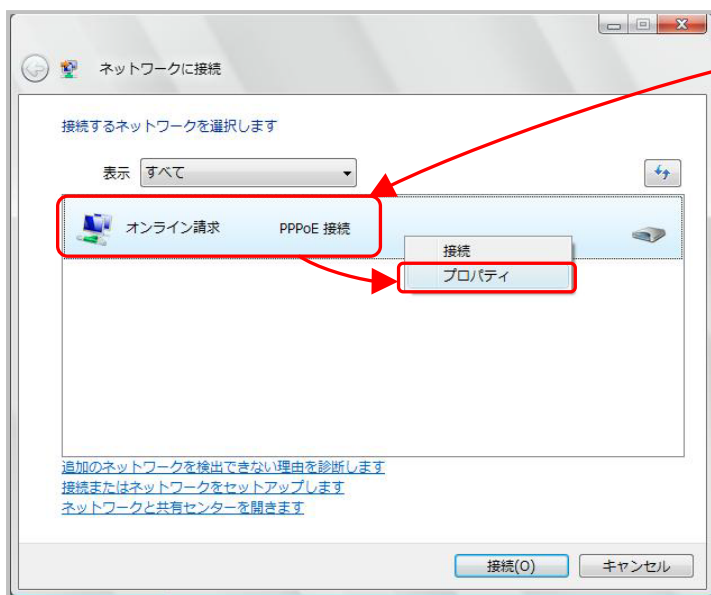 ネットワークに接続
接続するネットワークを選択します
表示 すべて
オンライン請求 PPPoE 接続
接続
プロパティ
追加のネットワークを検出できない理由を診断します
接続またはネットワークをセットアップします
ネットワークと共有センターを開きます
接続(O) キャンセル